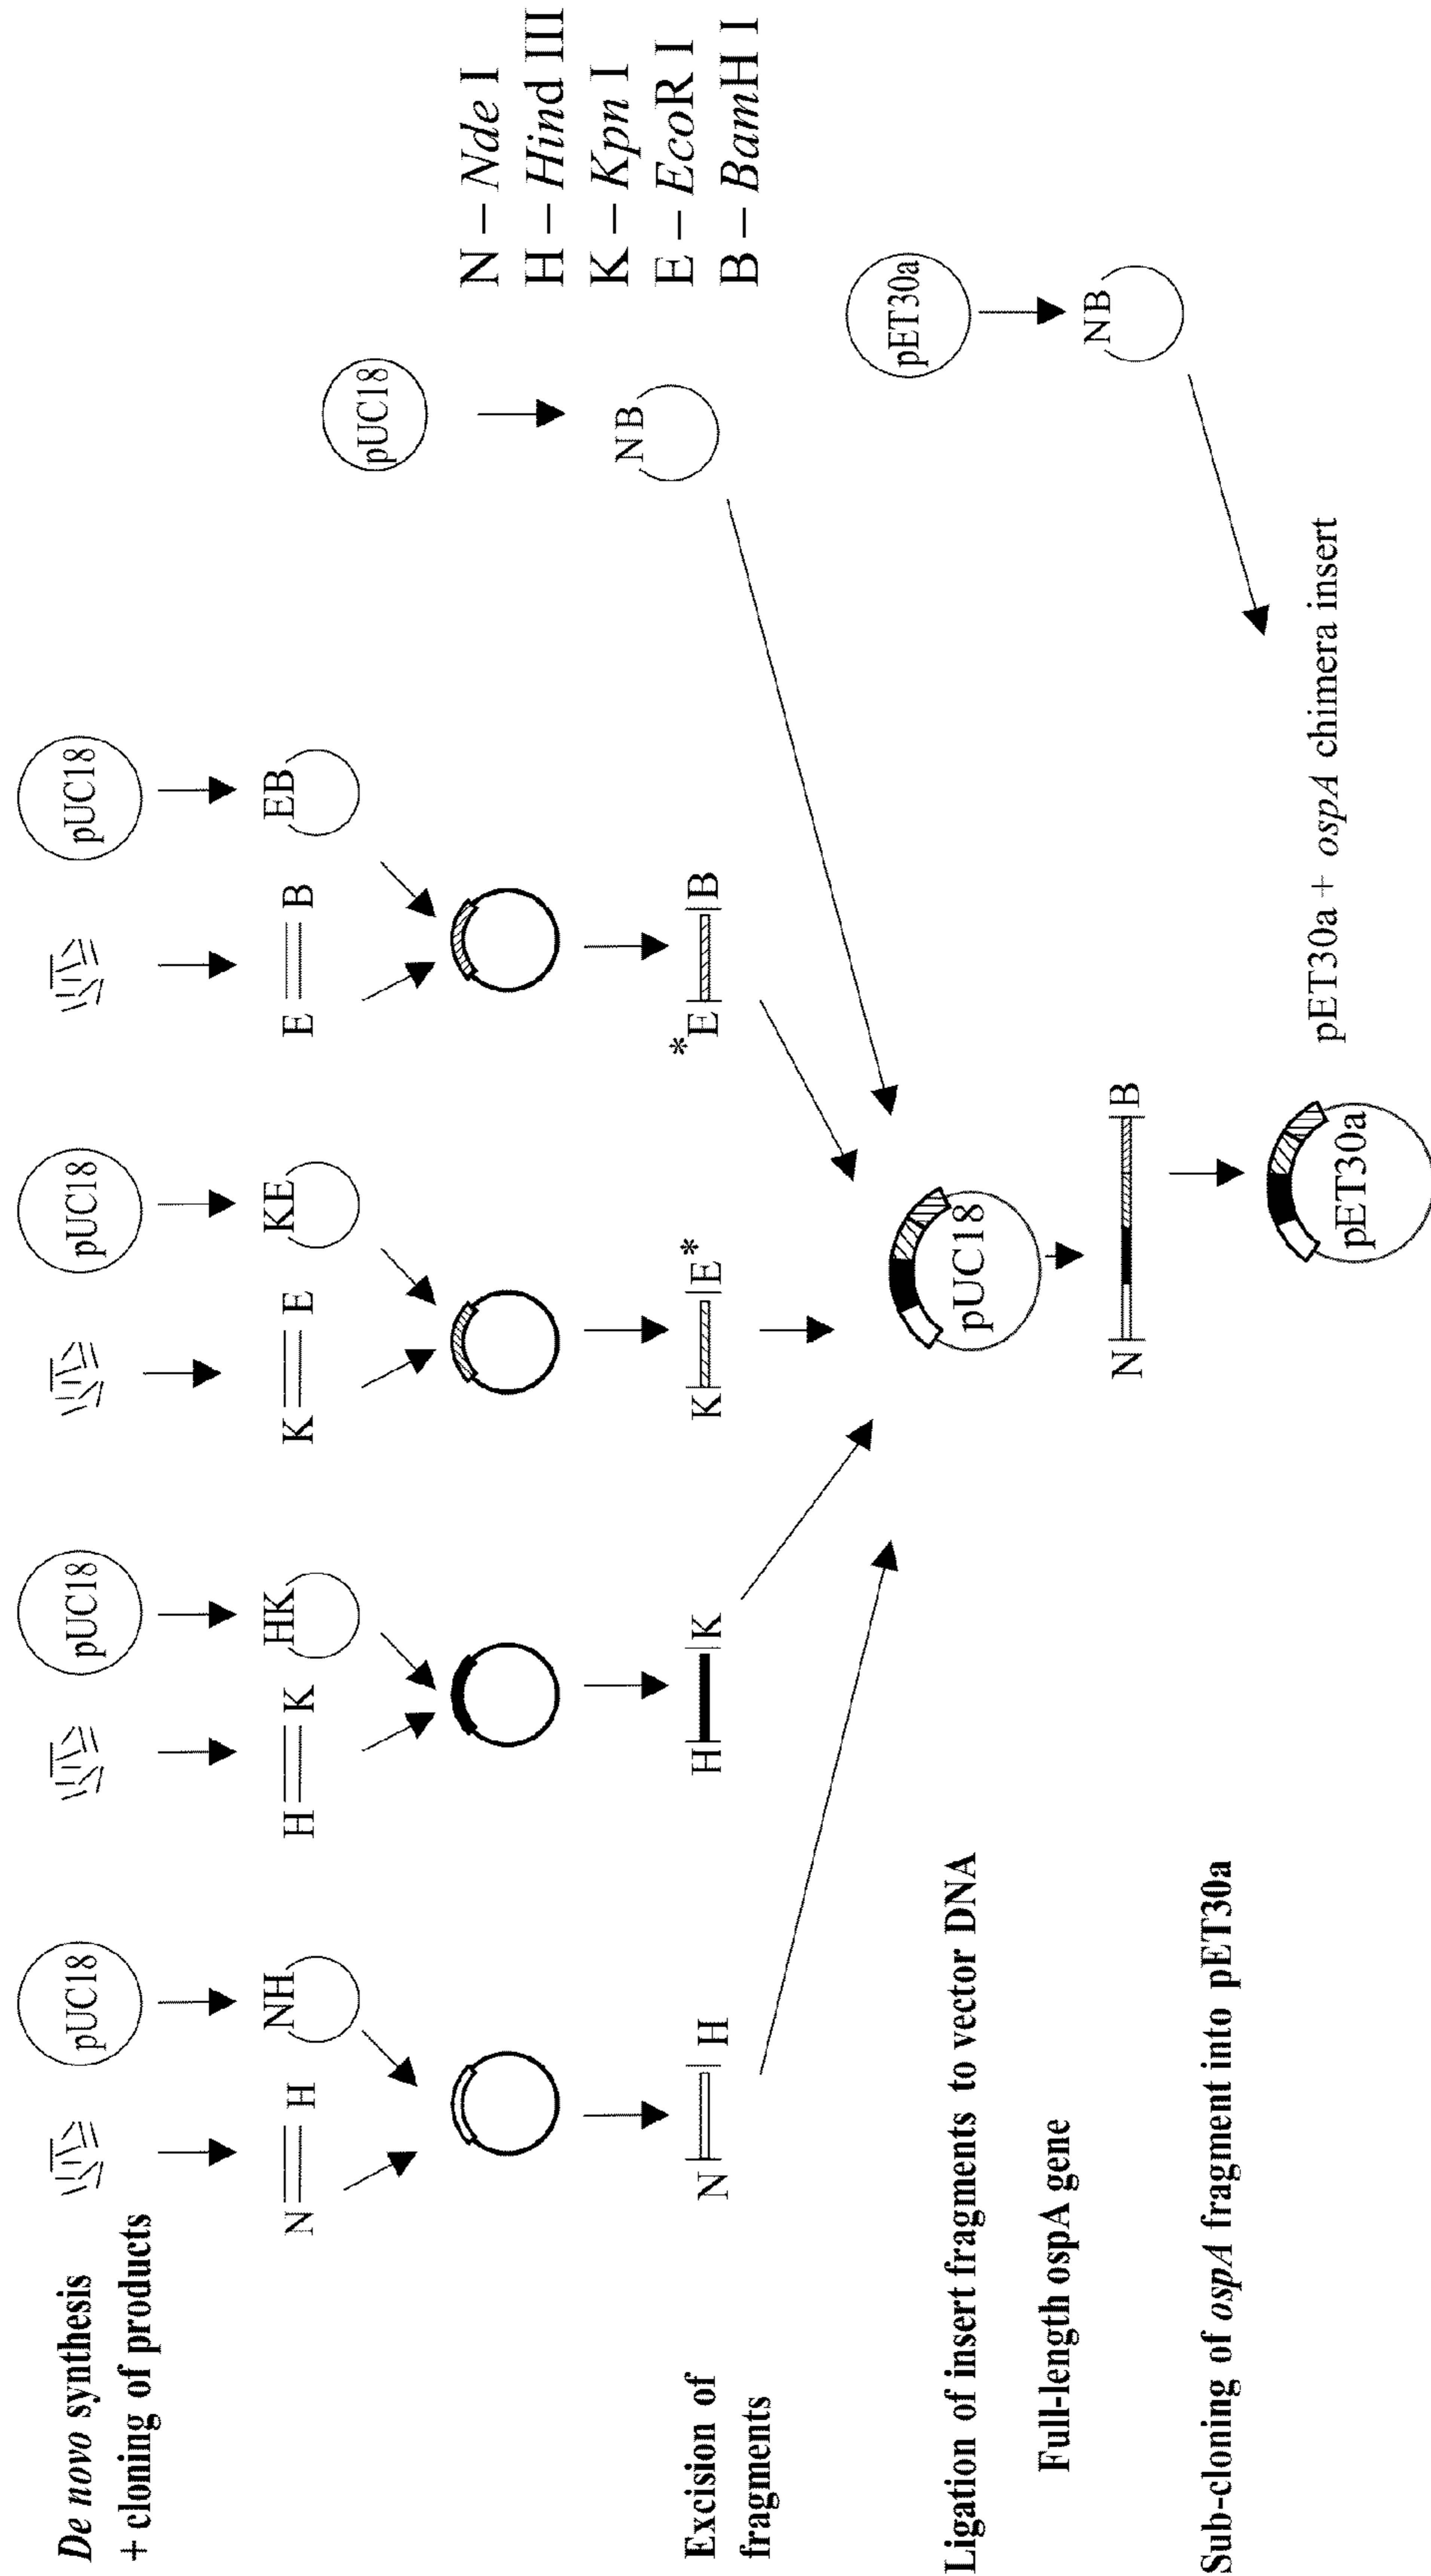 De novo synthesis
+ cloning of products
pUC18
pUC18
pUC18
pUC18
N H
NH
H K
HK
K E
KE
E B
EB
pUC18
NB
N – Nde I
H – Hind III
K – Kpn I
E – EcoR I
B – BamH I
Excision of
fragments
N H
H K
K E*
*E B
pET30a
NB
Ligation of insert fragments to vector DNA
pUC18
Full-length ospA gene
N B
Sub-cloning of ospA fragment into pET30a
pET30a
pET30a + ospA chimera insert